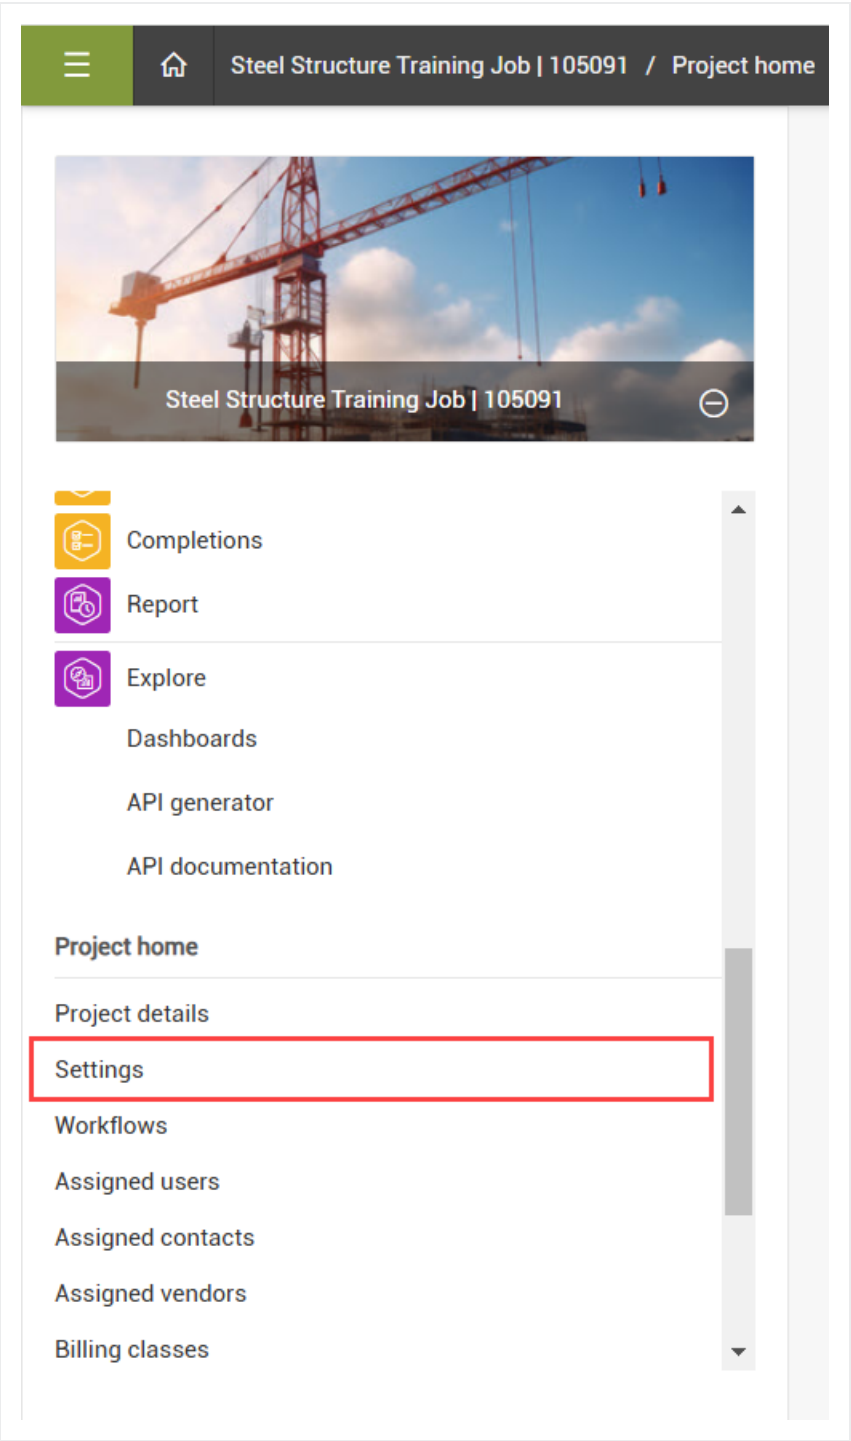 Steel Structure Training Job | 105091 / Project home
Steel Structure Training Job | 105091
Completions
Report
Explore
Dashboards
API generator
API documentation
Project home
Project details
Settings
Workflows
Assigned users
Assigned contacts
Assigned vendors
Billing classes